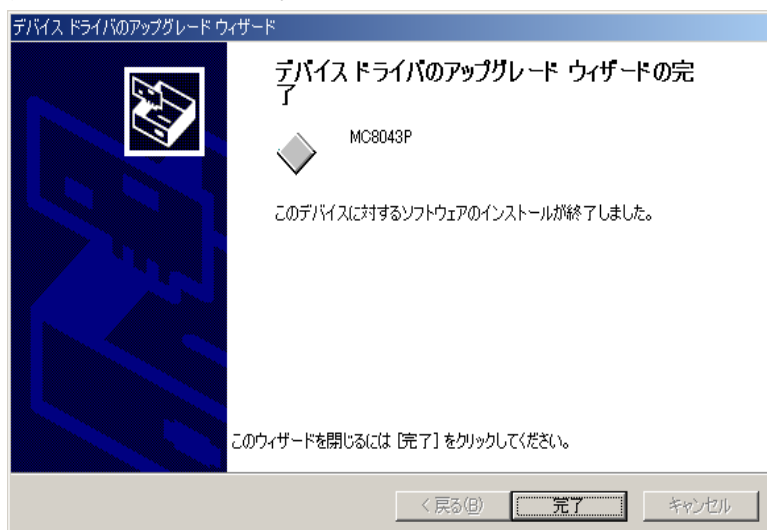 デバイス ドライバのアップグレード ウィザード
デバイス ドライバのアップグレード ウィザードの完
了
MC8043P
このデバイスに対するソフトウェアのインストールが終了しました。
このウィザードを閉じるには [完了] をクリックしてください。
< 戻る(B)
完了
キャンセル